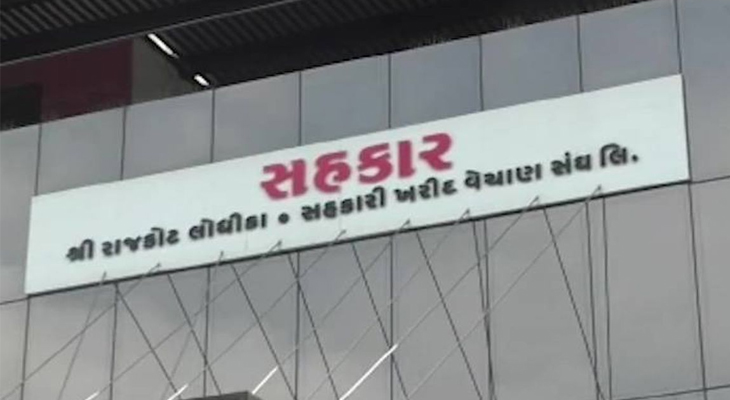 સહકાર
શ્રી રાજકોટ લોધીકા • સહકારી ખરીદ વેચાણ સંઘ લિ.